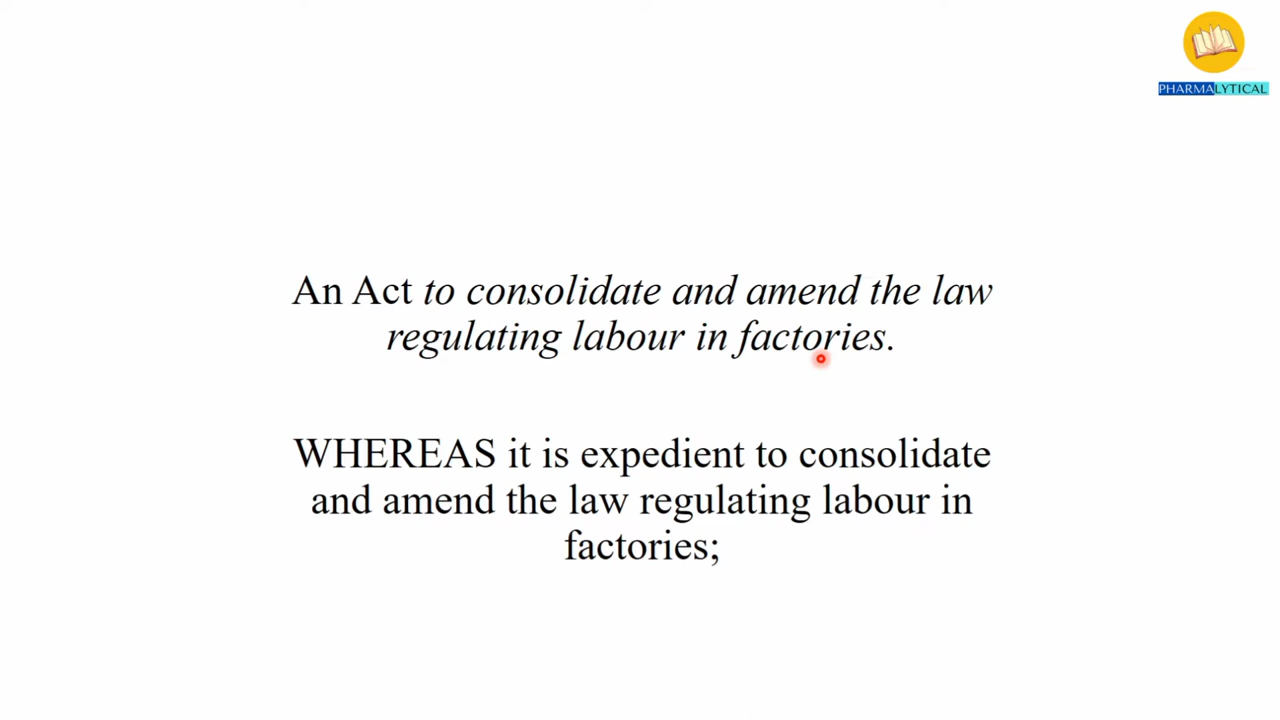 PHARMALYTICAL
An Act to consolidate and amend the law
regulating labour in factories.
WHEREAS it is expedient to consolidate
and amend the law regulating labour in
factories;